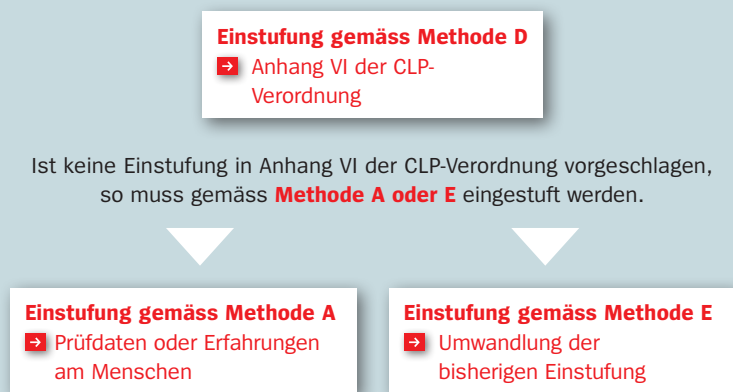 Einstufung gemäss Methode D
Anhang VI der CLP-
Verordnung
Ist keine Einstufung in Anhang VI der CLP-Verordnung vorgeschlagen,
so muss gemäss Methode A oder E eingestuft werden.
Einstufung gemäss Methode A
Prüfdaten oder Erfahrungen
am Menschen
Einstufung gemäss Methode E
Umwandlung der
bisherigen Einstufung